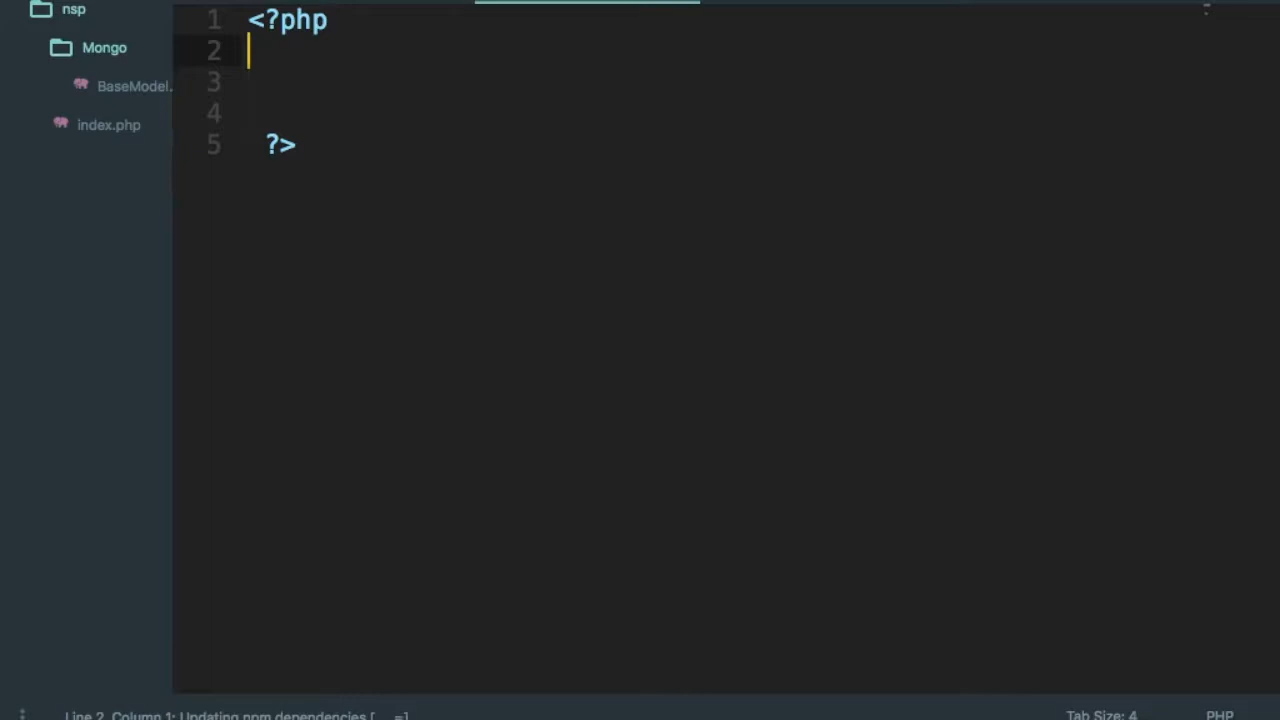 nsp
Mongo
BaseModel.
index.php
1 <?php
2
3
4
5 ?>
Line 2, Column 1; Updating npm dependencies [ =]
Tab Size: 4
PHP